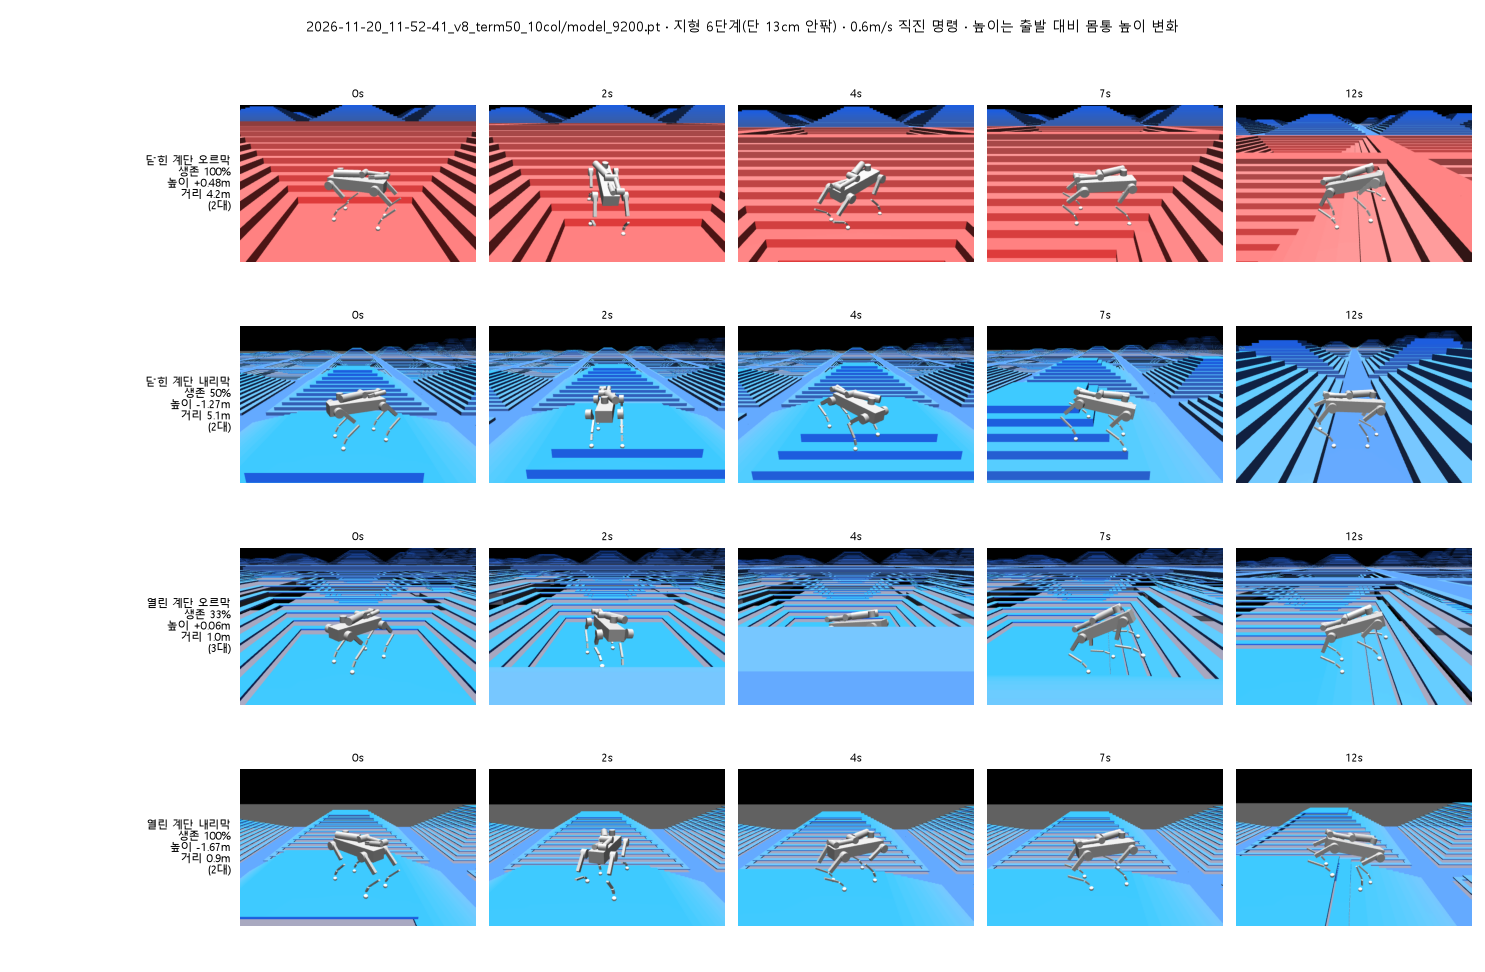 2026-11-20_11-52-41_v8_term50_10col/model_9200.pt · 지형 6단계(단 13cm 안팎) · 0.6m/s 직진 명령 · 높이는 출발 대비 몸통 높이 변화
0s 2s 4s 7s 12s
닫힌 계단 오르막
생존 100%
높이 +0.48m
거리 4.2m
(2대)
0s 2s 4s 7s 12s
닫힌 계단 내리막
생존 50%
높이 -1.27m
거리 5.1m
(2대)
0s 2s 4s 7s 12s
열린 계단 오르막
생존 33%
높이 +0.06m
거리 1.0m
(3대)
0s 2s 4s 7s 12s
열린 계단 내리막
생존 100%
높이 -1.67m
거리 0.9m
(2대)